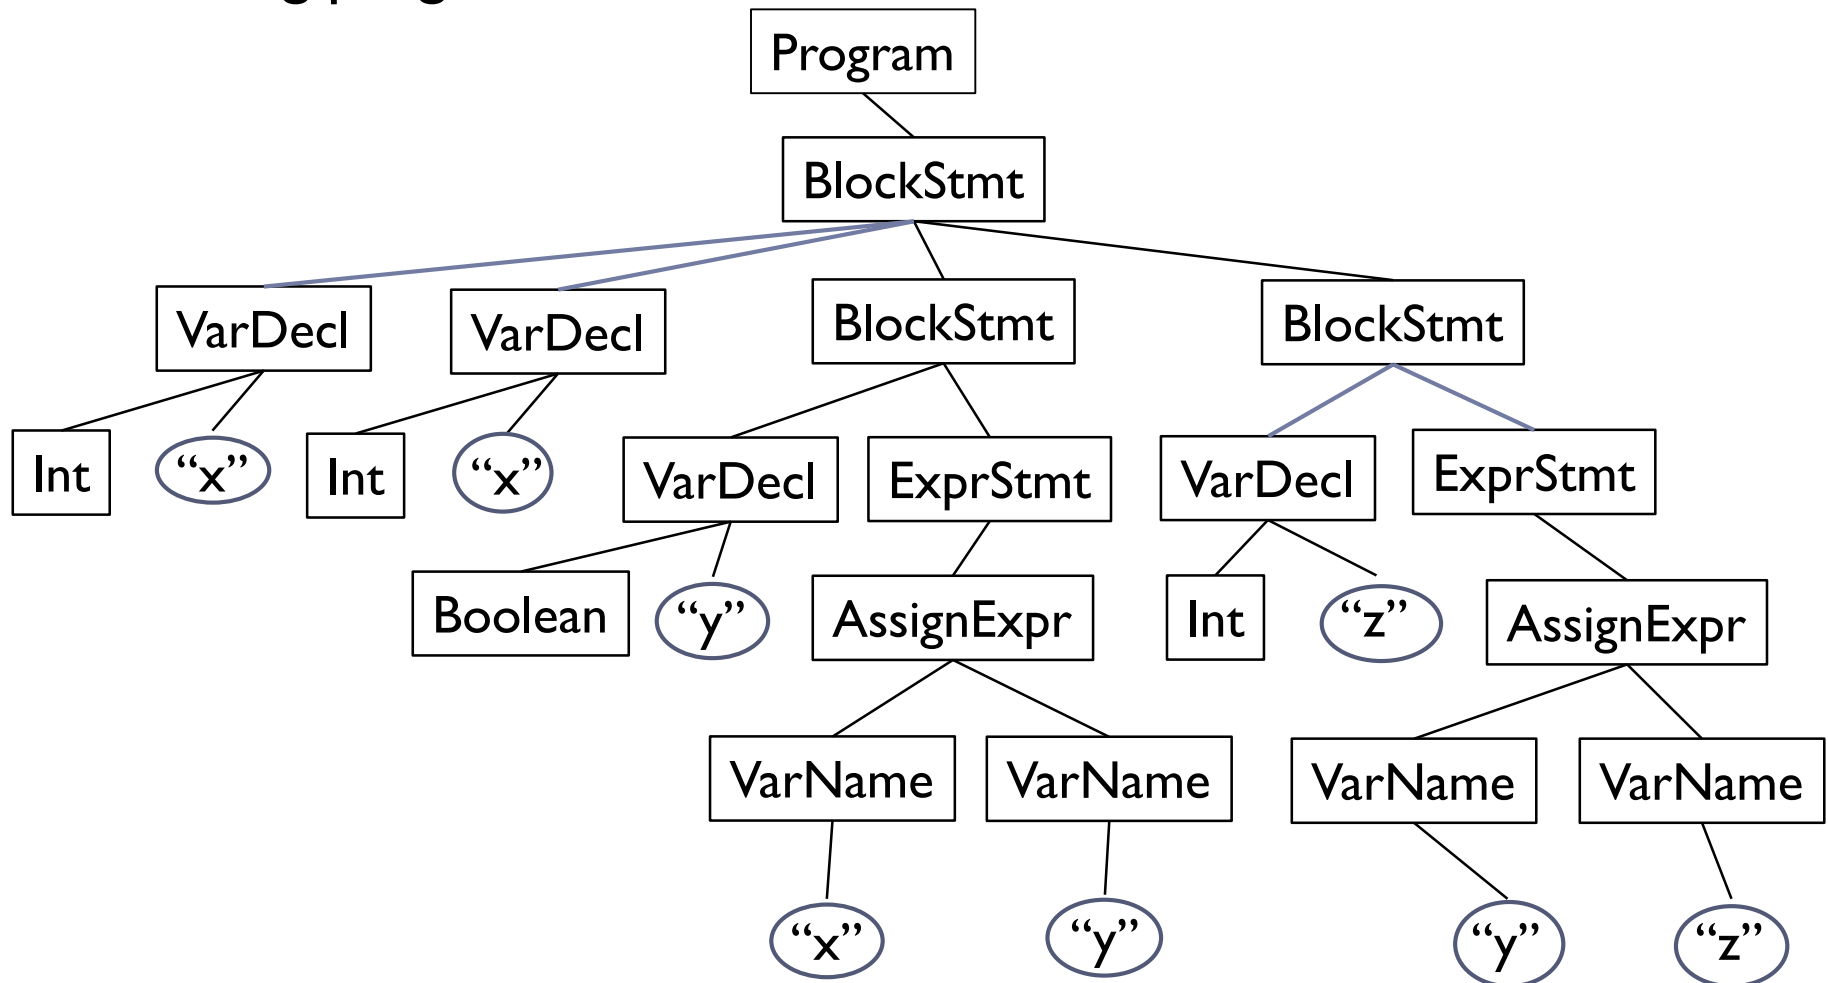 Program
BlockStmt
VarDecl VarDecl BlockStmt BlockStmt
Int “x” Int “x” VarDecl ExprStmt VarDecl ExprStmt
Boolean “y” AssignExpr Int “z” AssignExpr
VarName VarName VarName VarName
“x” “y” “y” “z”